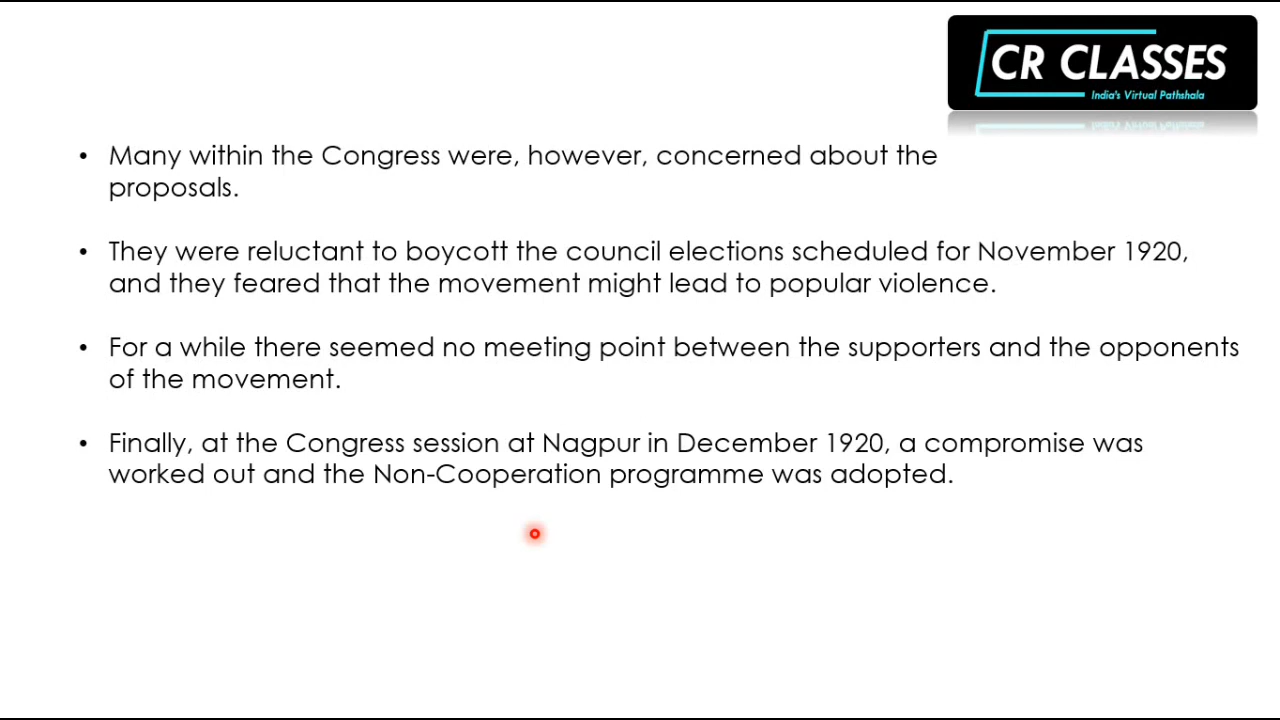 CR CLASSES
India's Virtual Pathshala
• Many within the Congress were, however, concerned about the
proposals.
• They were reluctant to boycott the council elections scheduled for November 1920,
and they feared that the movement might lead to popular violence.
• For a while there seemed no meeting point between the supporters and the opponents
of the movement.
• Finally, at the Congress session at Nagpur in December 1920, a compromise was
worked out and the Non-Cooperation programme was adopted.